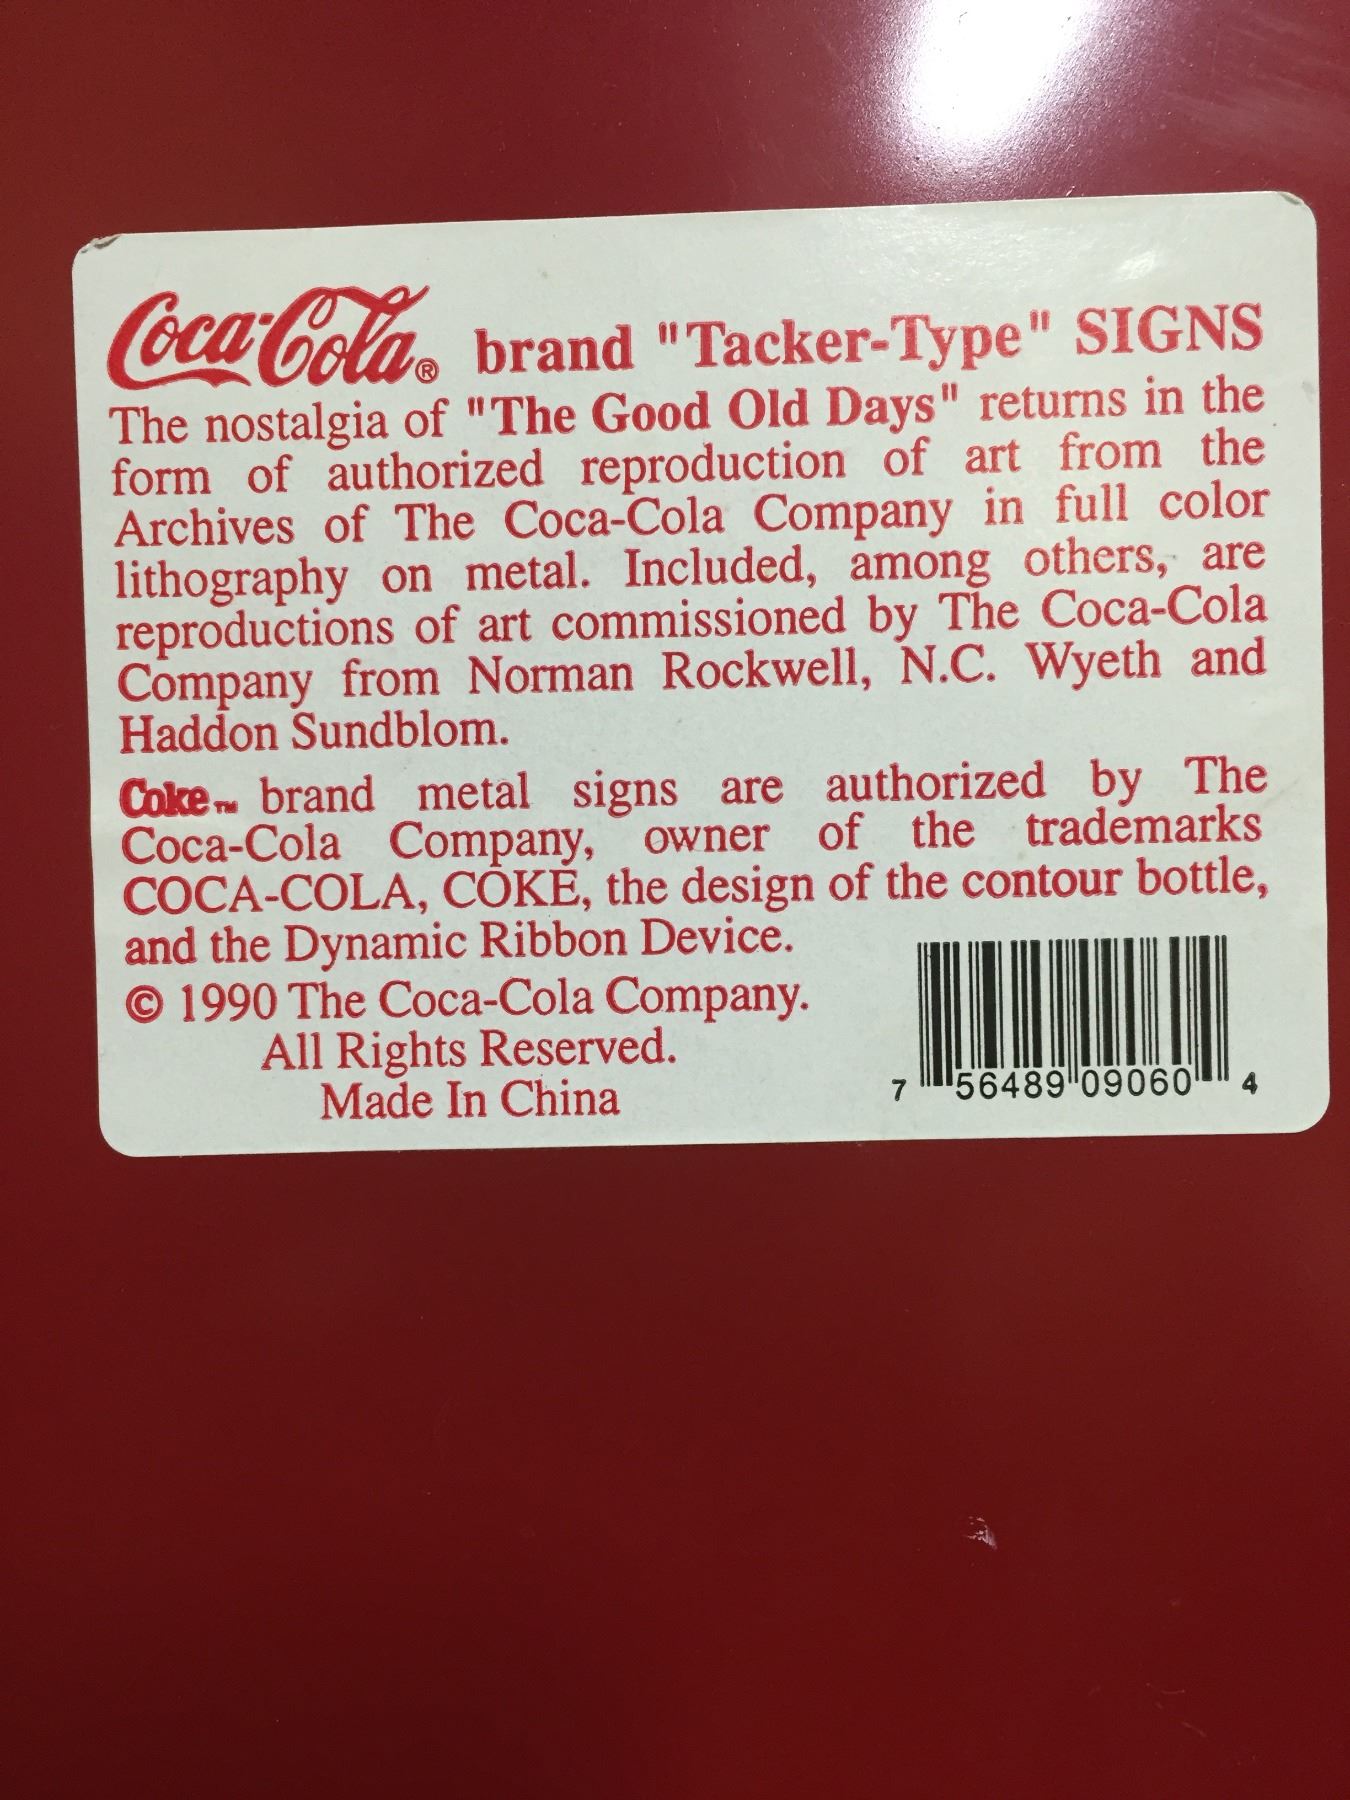 Coca-Cola® brand "Tacker-Type" SIGNS
The nostalgia of "The Good Old Days" returns in the
form of authorized reproduction of art from the
Archives of The Coca-Cola Company in full color
lithography on metal. Included, among others, are
reproductions of art commissioned by The Coca-Cola
Company from Norman Rockwell, N.C. Wyeth and
Haddon Sundblom.
Coke™ brand metal signs are authorized by The
Coca-Cola Company, owner of the trademarks
COCA-COLA, COKE, the design of the contour bottle,
and the Dynamic Ribbon Device.
© 1990 The Coca-Cola Company.
All Rights Reserved.
Made In China
7 56489 09060 4